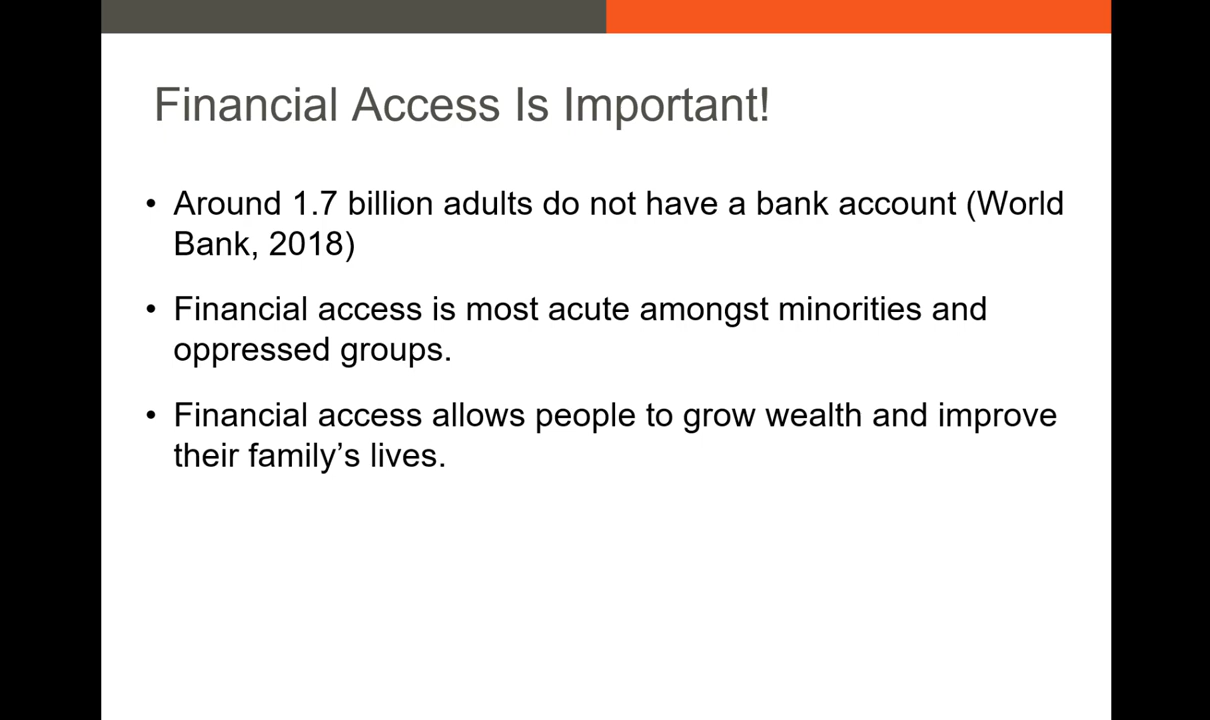 Financial Access Is Important!
• Around 1.7 billion adults do not have a bank account (World
Bank, 2018)
• Financial access is most acute amongst minorities and
oppressed groups.
• Financial access allows people to grow wealth and improve
their family’s lives.